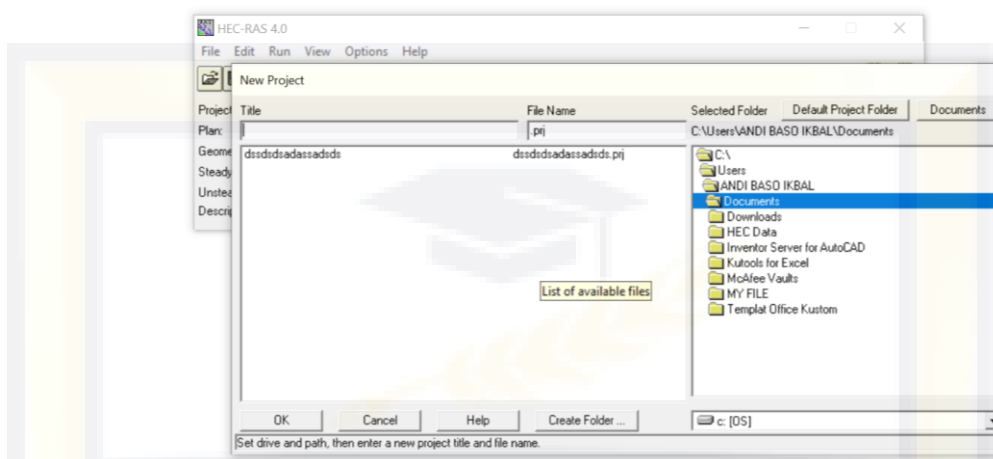 HEC-RAS 4.0
File Edit Run View Options Help
New Project
Project
Title
File Name
Selected Folder
Default Project Folder
Documents
Plan:
.prj
C:\Users\ANDI BASO IKBAL\Documents
Geome
dssdsdsadassadsds
dssdsdsadassadsds.prj
C:\
Steady
Users
ANDI BASO IKBAL
Unstea
Documents
Descrip
Downloads
HEC Data
Inventor Server for AutoCAD
Kutools for Excel
McAfee Vaults
List of available files
MY FILE
Templat Office Kustom
OK
Cancel
Help
Create Folder ...
c: [OS]
Set drive and path, then enter a new project title and file name.